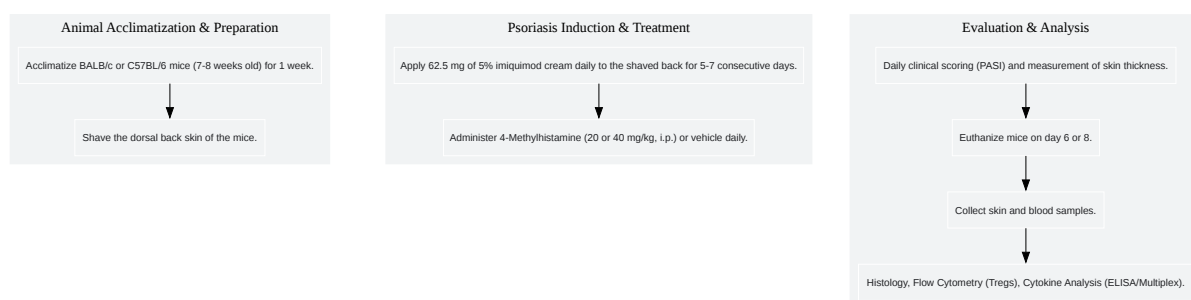 Animal Acclimatization & Preparation
Acclimatize BALB/c or C57BL/6 mice (7-8 weeks old) for 1 week.
Shave the dorsal back skin of the mice.
Psoriasis Induction & Treatment
Apply 62.5 mg of 5% imiquimod cream daily to the shaved back for 5-7 consecutive days.
Administer 4-Methylhistamine (20 or 40 mg/kg, i.p.) or vehicle daily.
Evaluation & Analysis
Daily clinical scoring (PASI) and measurement of skin thickness.
Euthanize mice on day 6 or 8.
Collect skin and blood samples.
Histology, Flow Cytometry (Tregs), Cytokine Analysis (ELISA/Multiplex).